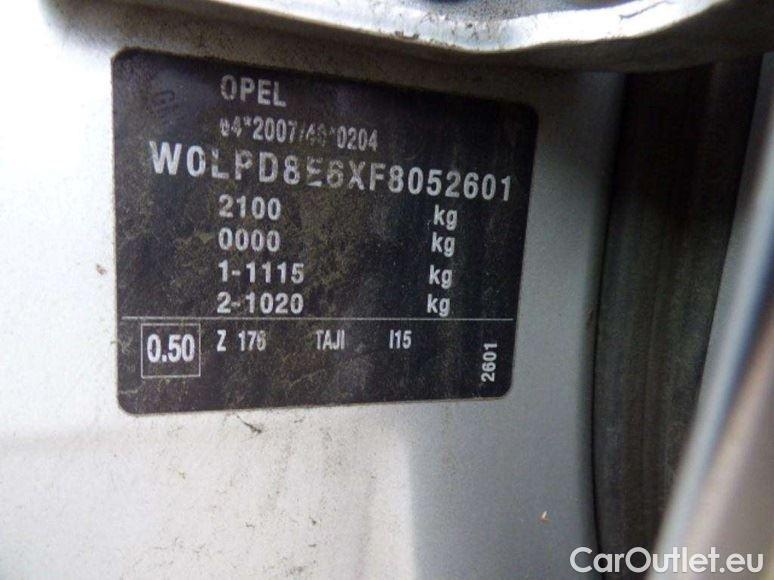 OPEL
e4*2007/46*0204
W0LPD8E6XF8052601
2100 kg
0000 kg
1-1115 kg
2-1020 kg
0.50 Z 176 TAJI I15 2601
CarOutlet.eu